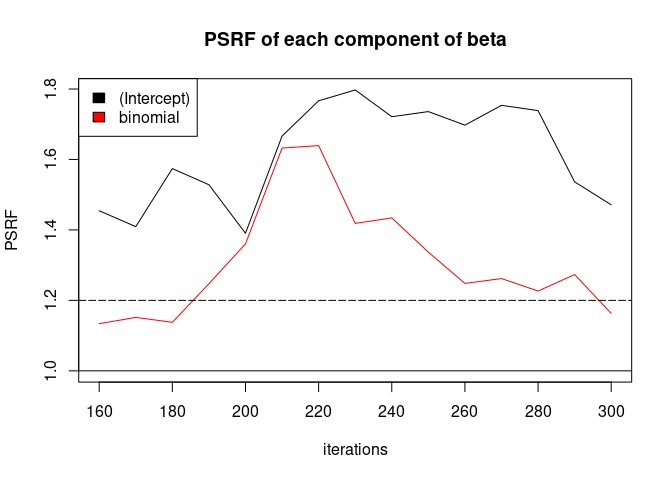 PSRF of each component of beta
(Intercept)
binomial
PSRF
1.8
1.6
1.4
1.2
1.0
160 180 200 220 240 260 280 300
iterations